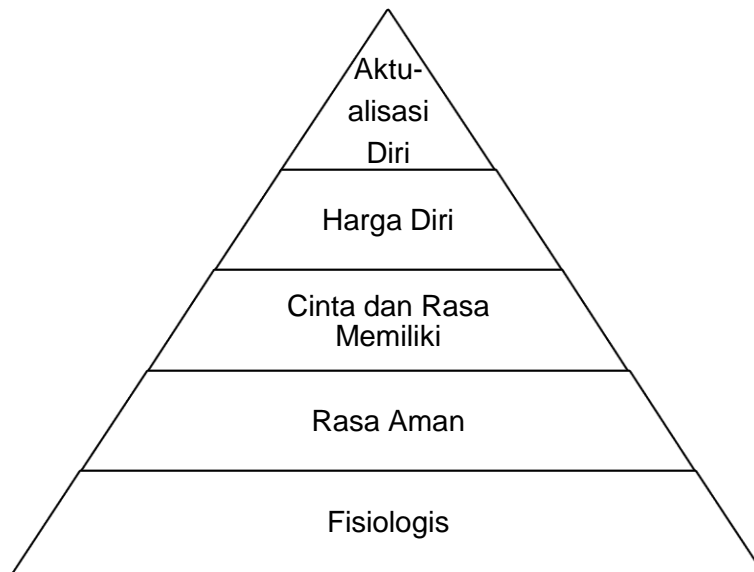 Aktu-
alisasi
Diri
Harga Diri
Cinta dan Rasa
Memiliki
Rasa Aman
Fisiologis